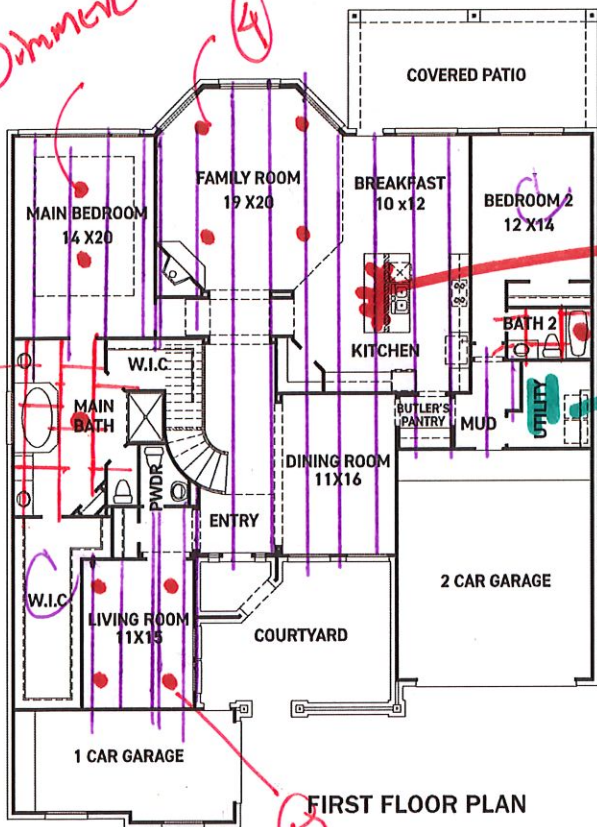 Dimmer
4
COVERED PATIO
FAMILY ROOM
19 X20
BREAKFAST
10 x12
BEDROOM 2
12 X14
MAIN BEDROOM
14 X20
BATH 2
KITCHEN
W.I.C
MAIN
BATH
BUTLER'S
PANTRY
MUD
UTILITY
PWDR
DINING ROOM
11X16
ENTRY
2 CAR GARAGE
W.I.C
LIVING ROOM
11X15
COURTYARD
1 CAR GARAGE
FIRST FLOOR PLAN